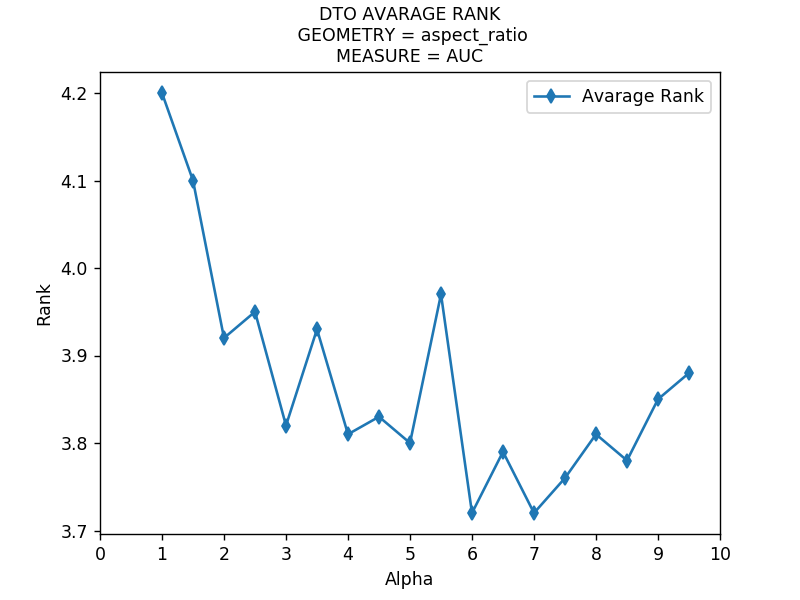 DTO AVARAGE RANK
GEOMETRY = aspect_ratio
MEASURE = AUC
Avarage Rank
4.2
4.1
4.0
3.9
3.8
3.7
Rank
0 1 2 3 4 5 6 7 8 9 10
Alpha